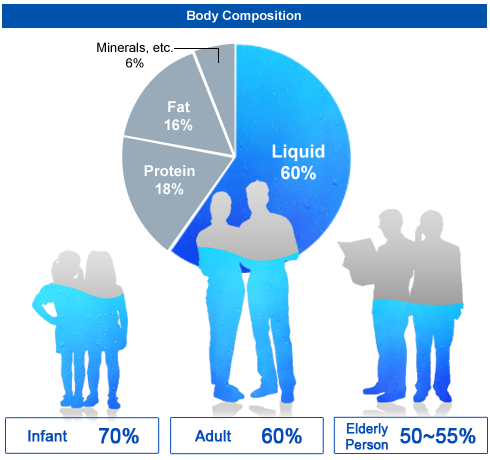 Body Composition
Minerals, etc.
6%
Fat
16%
Protein
18%
Liquid
60%
Infant 70%
Adult 60%
Elderly
Person 50~55%